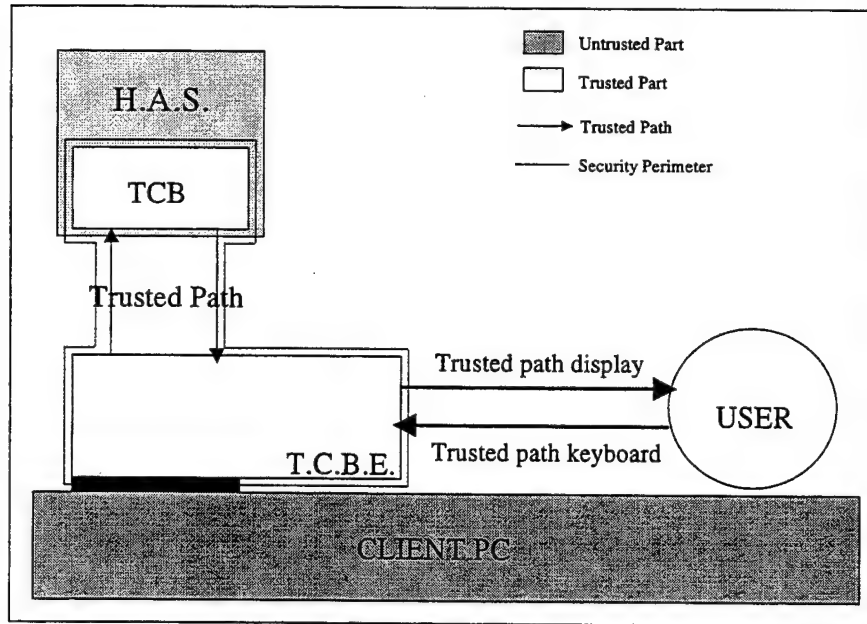 Untrusted Part
Trusted Part
Trusted Path
Security Perimeter
H.A.S.
TCB
Trusted Path
Trusted path display
Trusted path keyboard
USER
T.C.B.E.
CLIENT PC